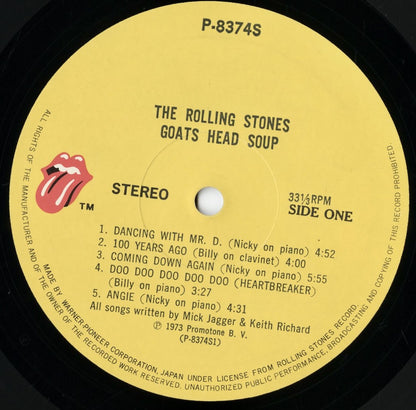 P-8374S
THE ROLLING STONES
GOATS HEAD SOUP
TM
STEREO
33⅓RPM
SIDE ONE
1. DANCING WITH MR. D. (Nicky on piano) 4:52
2. 100 YEARS AGO (Billy on clavinet) 4:00
3. COMING DOWN AGAIN (Nicky on piano) 5:55
4. DOO DOO DOO DOO DOO (HEARTBREAKER)
(Billy on piano) 3:27
5. ANGIE (Nicky on piano) 4:31
All songs written by Mick Jagger & Keith Richard
Ⓟ 1973 Promotone B. V.
(P-8374S1)
MADE BY WARNER-PIONEER CORPORATION, JAPAN UNDER LICENSE FROM ROLLING STONES RECORD.
ALL RIGHTS OF THE MANUFACTURER AND OF THE OWNER OF THE RECORDED WORK RESERVED. UNAUTHORIZED PUBLIC PERFORMANCE, BROADCASTING AND COPYING OF THIS RECORD PROHIBITED.